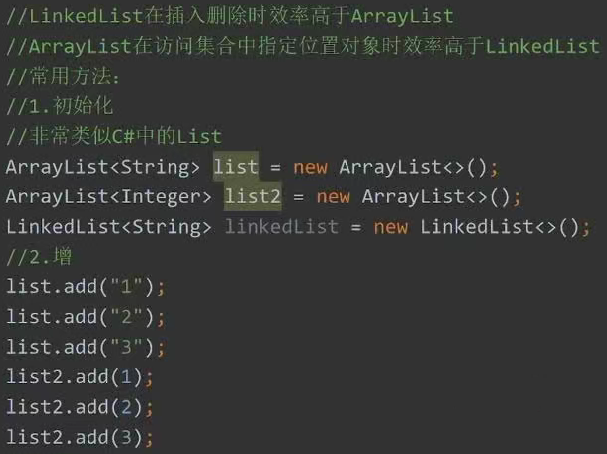 //LinkedList在插入删除时效率高于ArrayList
//ArrayList在访问集合中指定位置对象时效率高于LinkedList
//常用方法：
//1.初始化
//非常类似C#中的List
ArrayList<String> list = new ArrayList<>();
ArrayList<Integer> list2 = new ArrayList<>();
LinkedList<String> linkedList = new LinkedList<>();
//2.增
list.add("1");
list.add("2");
list.add("3");
list2.add(1);
list2.add(2);
list2.add(3);